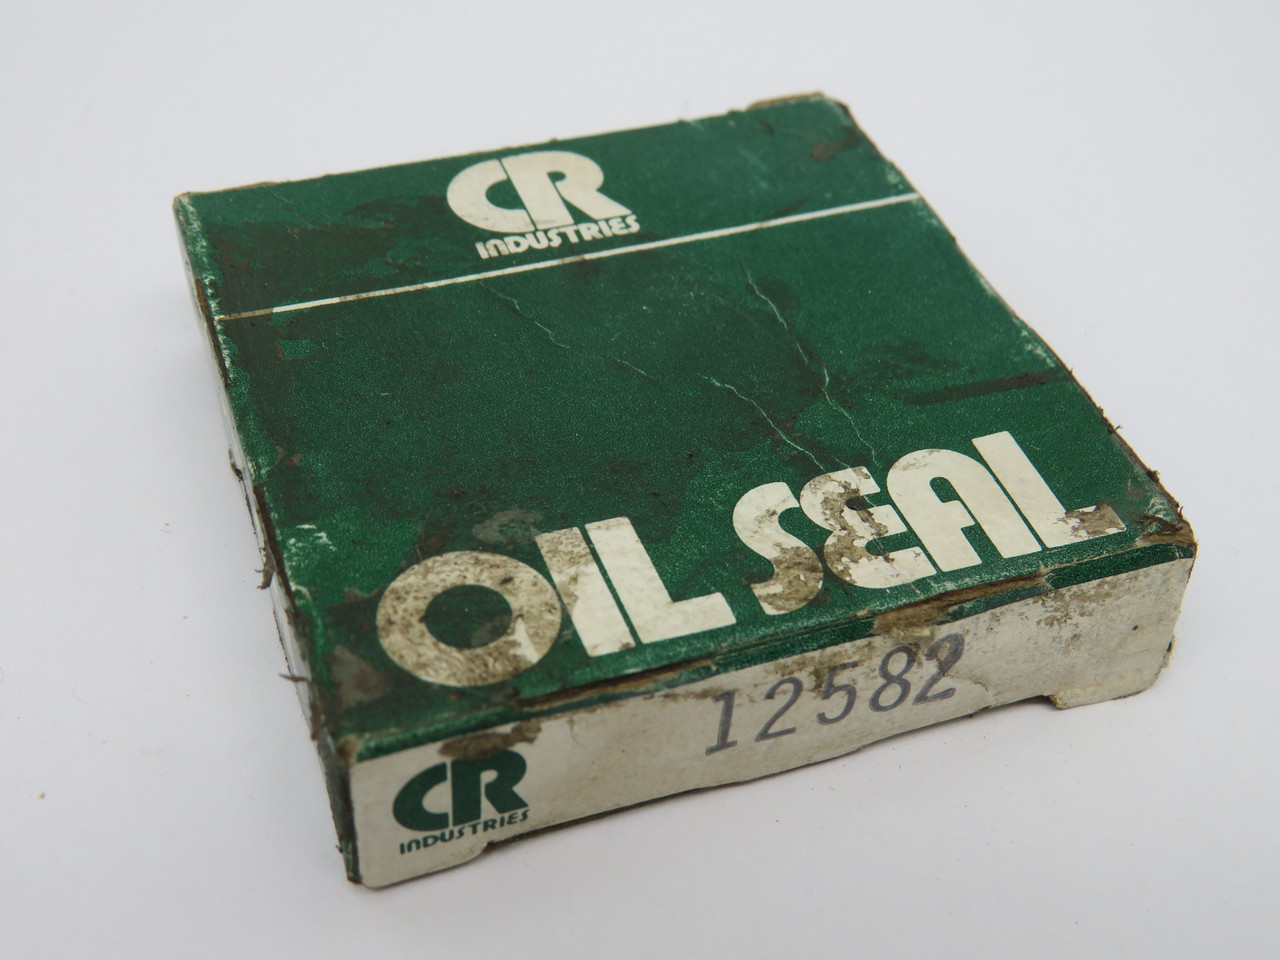 CR
INDUSTRIES
OIL SEAL
12582
CR
INDUSTRIES